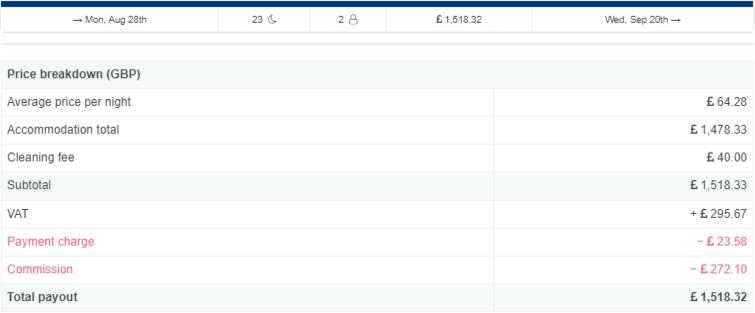 → Mon, Aug 28th 23 2 £ 1,518.32 Wed, Sep 20th →
Price breakdown (GBP)
Average price per night £ 64.28
Accommodation total £ 1,478.33
Cleaning fee £ 40.00
Subtotal £ 1,518.33
VAT + £ 295.67
Payment charge − £ 23.58
Commission − £ 272.10
Total payout £ 1,518.32